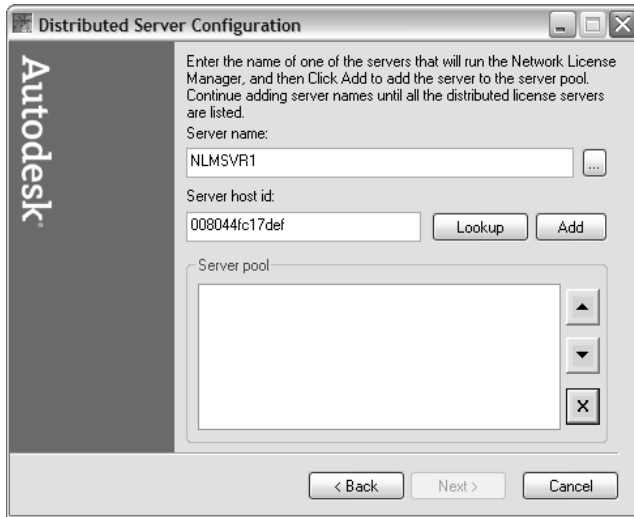 Distributed Server Configuration
Autodesk
Enter the name of one of the servers that will run the Network License
Manager, and then Click Add to add the server to the server pool.
Continue adding server names until all the distributed license servers
are listed.
Server name:
NLMSVR1
...
Server host id:
008044fc17def
Lookup
Add
Server pool
X
< Back
Next >
Cancel